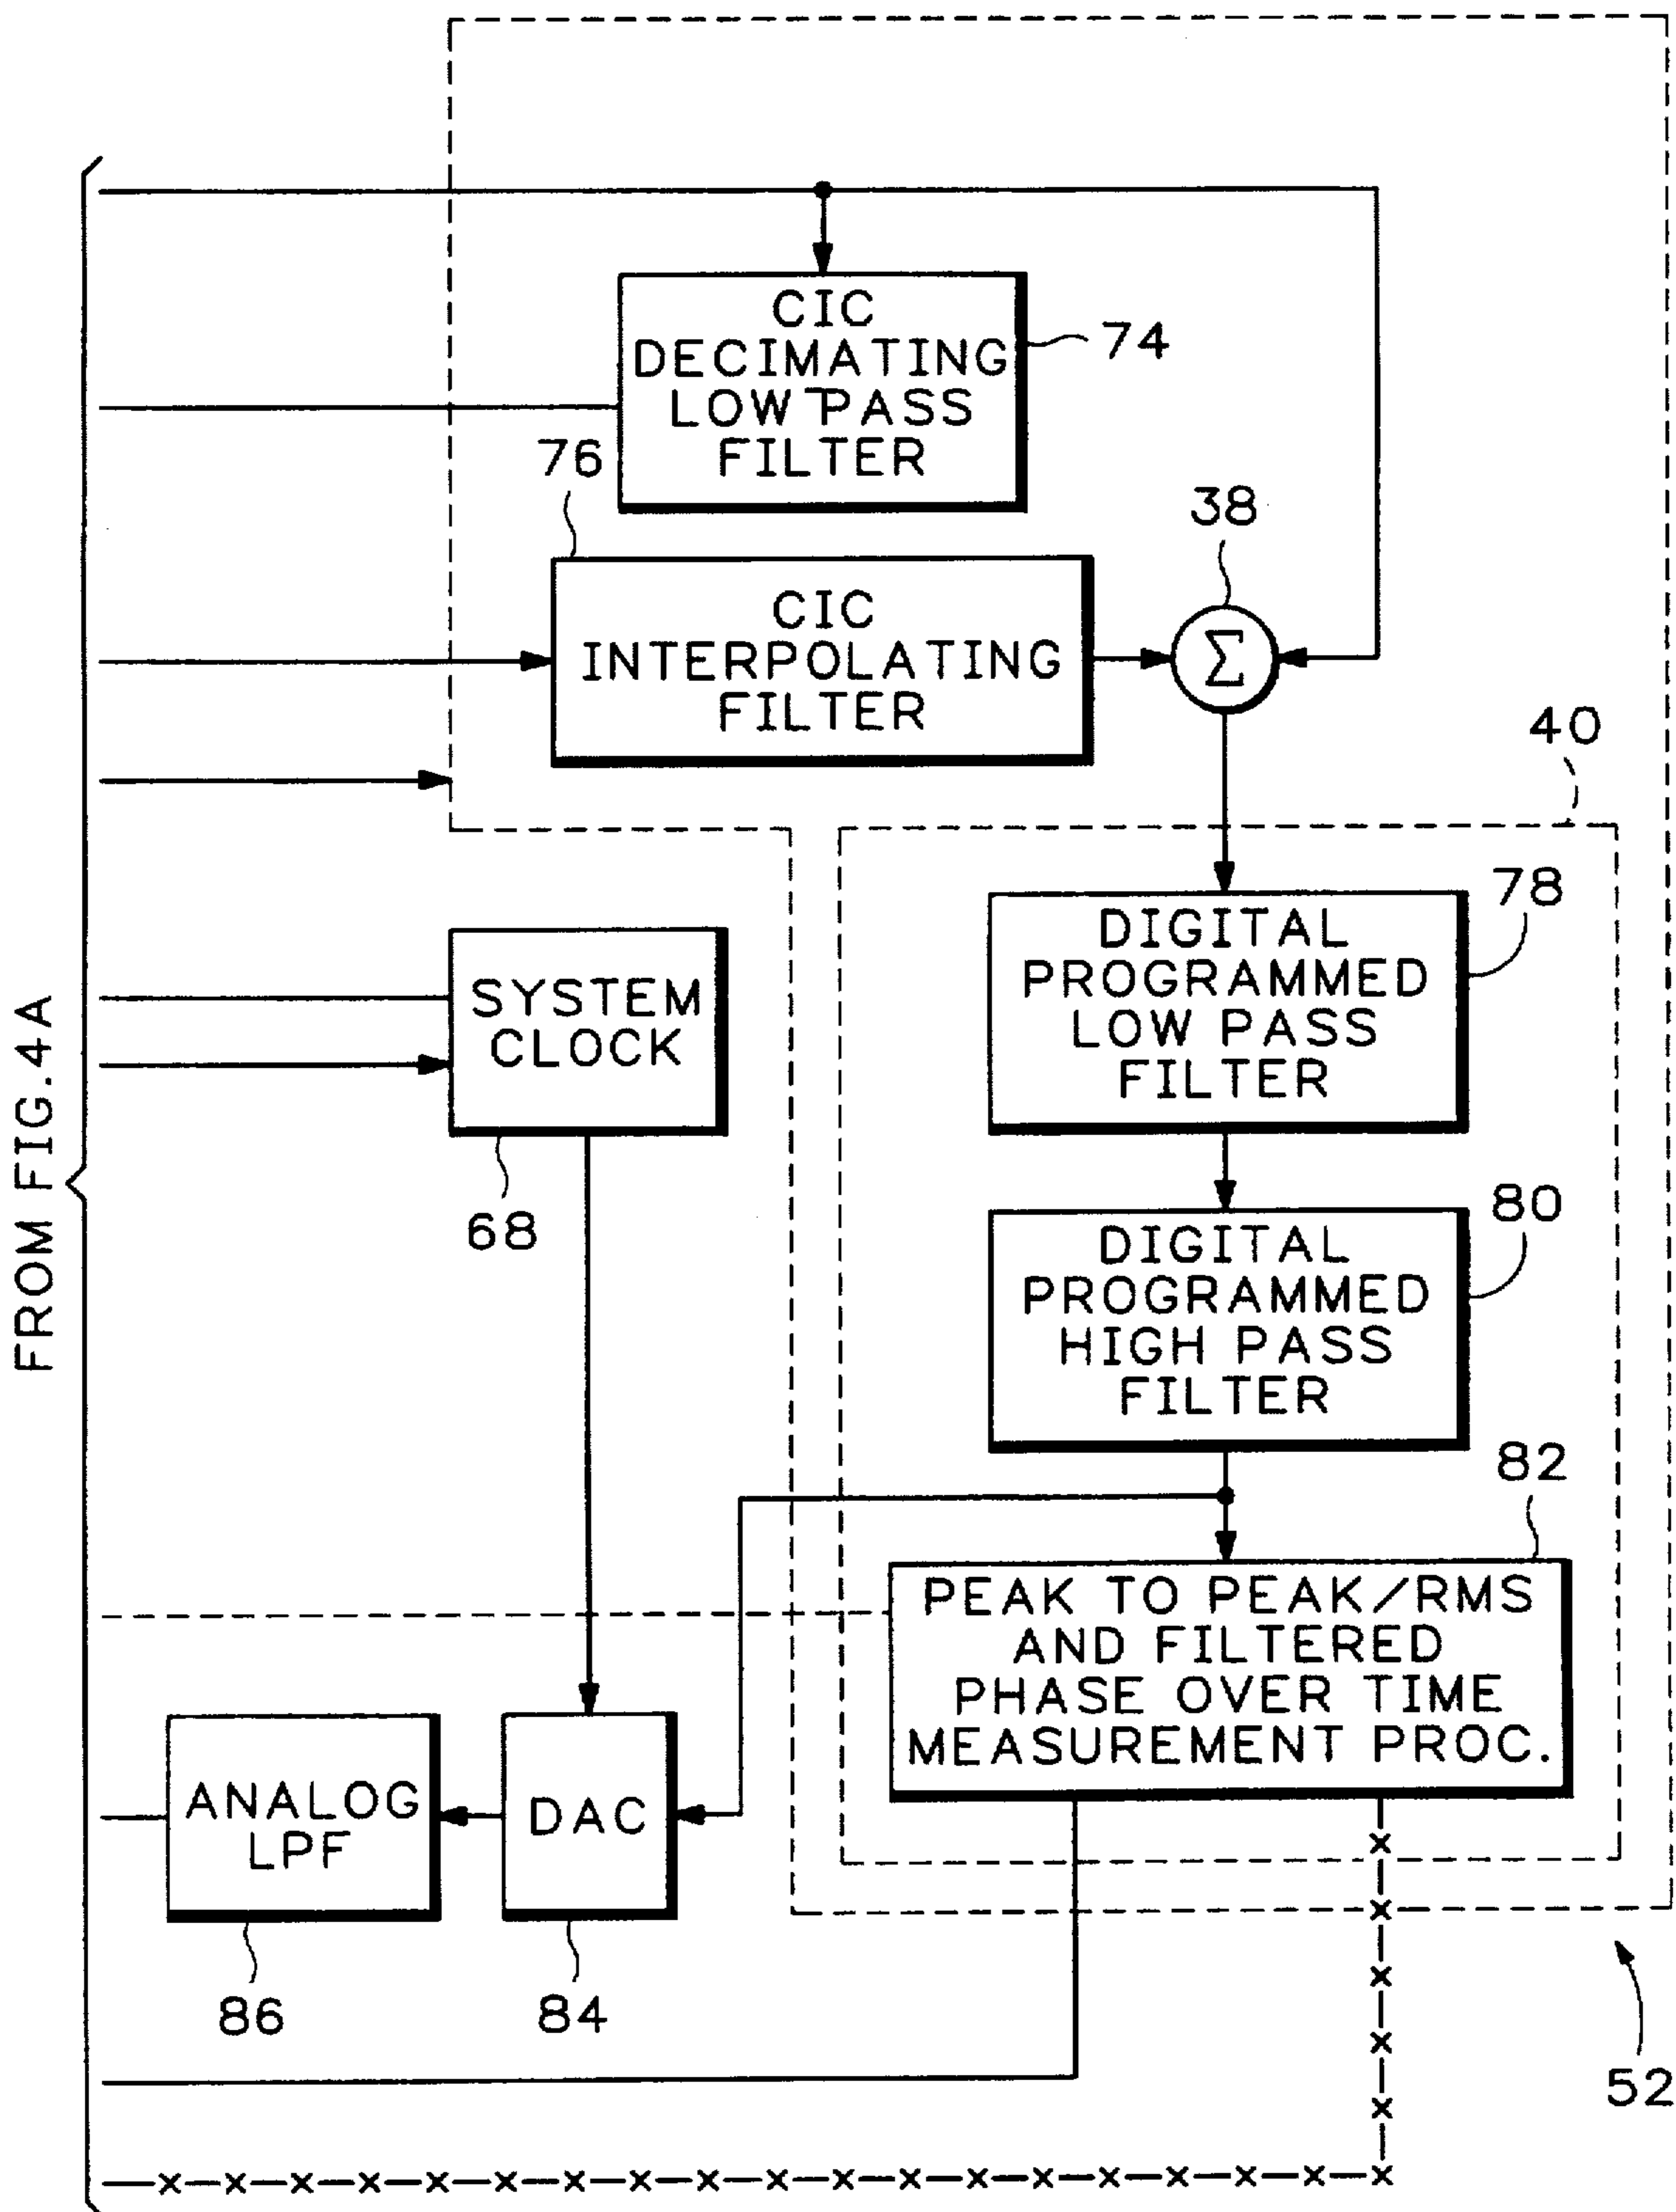 CIC
DECIMATING
LOW PASS
FILTER
74
76
38
CIC
INTERPOLATING
FILTER
Σ
40
78
DIGITAL
PROGRAMMED
LOW PASS
FILTER
SYSTEM
CLOCK
68
FROM FIG.4A
80
DIGITAL
PROGRAMMED
HIGH PASS
FILTER
82
PEAK TO PEAK/RMS
AND FILTERED
PHASE OVER TIME
MEASUREMENT PROC.
ANALOG
LPF
DAC
86
84
52